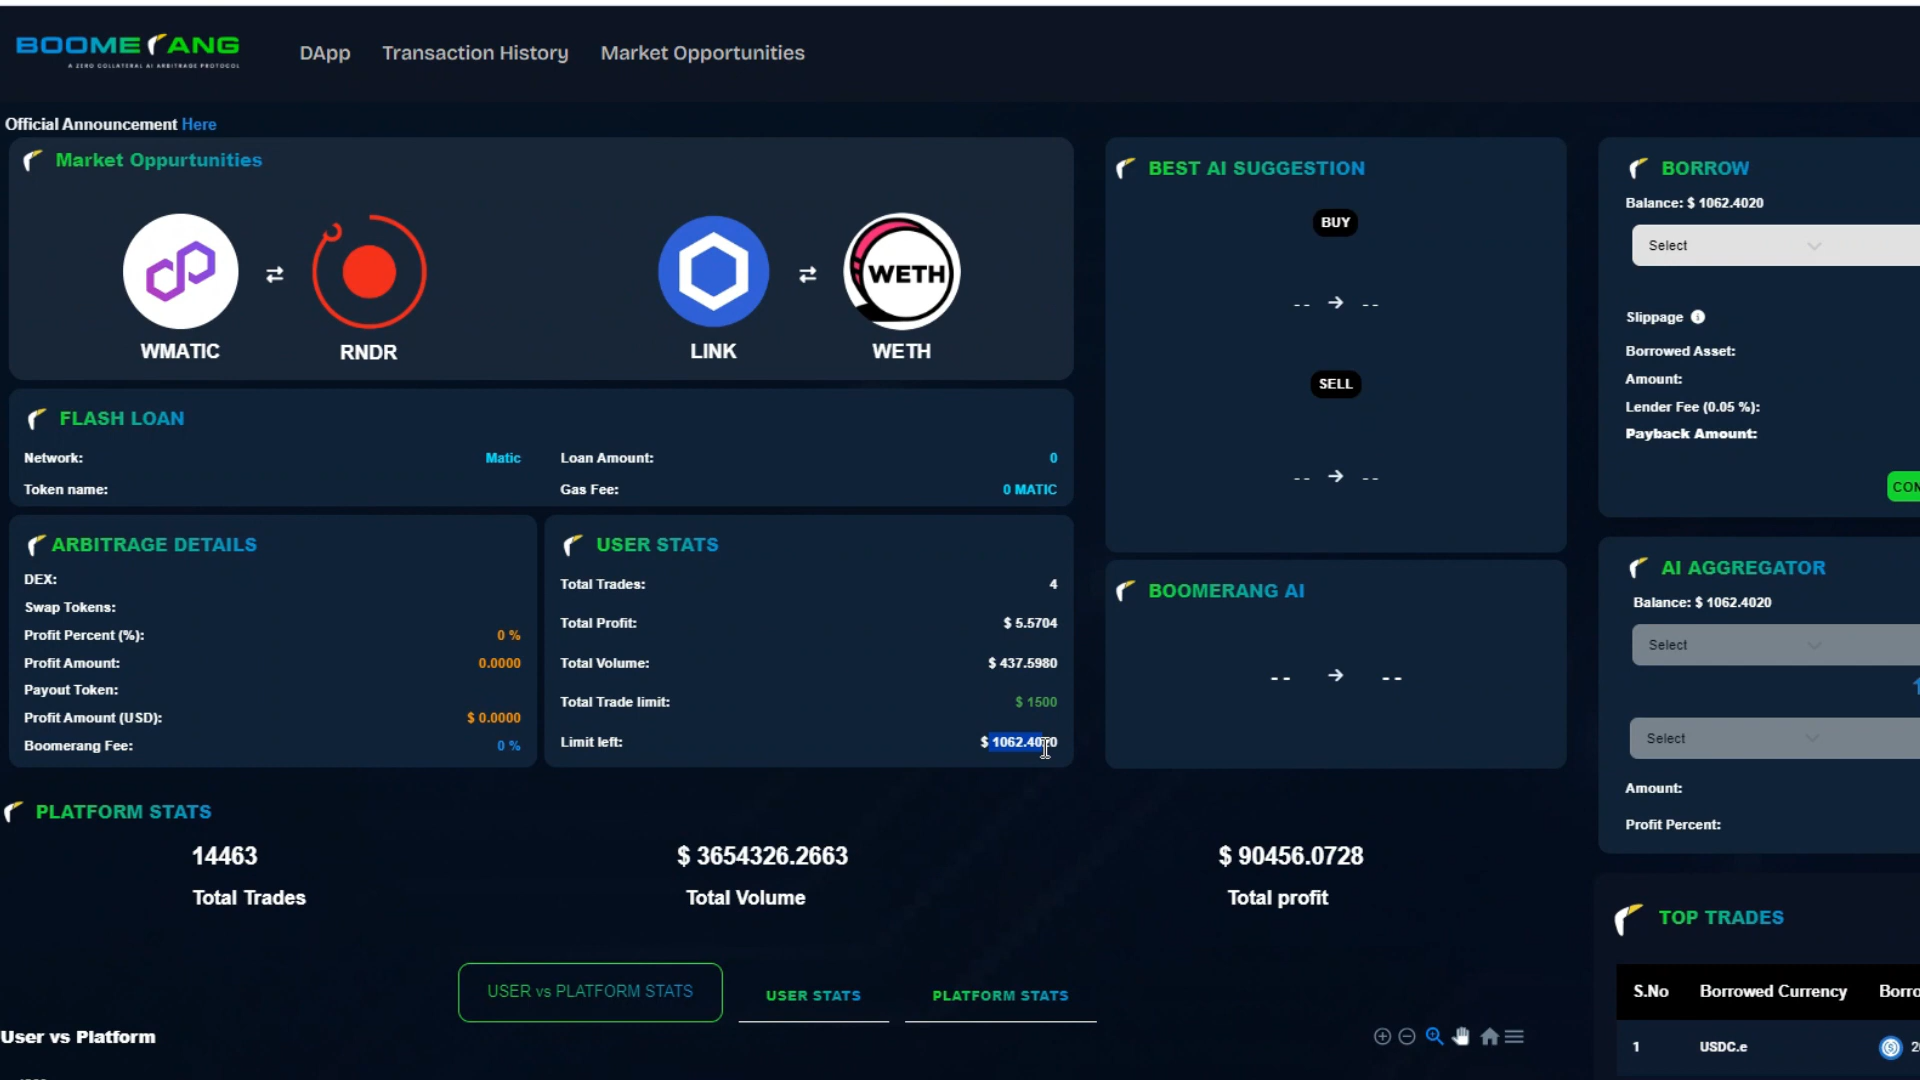 BOOMERANG
A ZERO COLLATERAL AI ARBITRAGE PROTOCOL
DApp
Transaction History
Market Opportunities
Official Announcement Here
Market Oppurtunities
WMATIC
RNDR
LINK
WETH
WETH
FLASH LOAN
Network: Matic
Loan Amount: 0
Token name:
Gas Fee: 0 MATIC
ARBITRAGE DETAILS
DEX:
Swap Tokens:
Profit Percent (%): 0 %
Profit Amount: 0.0000
Payout Token:
Profit Amount (USD): $ 0.0000
Boomerang Fee: 0 %
USER STATS
Total Trades: 4
Total Profit: $ 5.5704
Total Volume: $ 437.5980
Total Trade limit: $ 1500
Limit left: $ 1062.4020
BEST AI SUGGESTION
BUY
-- → --
SELL
-- → --
BOOMERANG AI
-- → --
BORROW
Balance: $ 1062.4020
Select
Slippage
Borrowed Asset:
Amount:
Lender Fee (0.05 %):
Payback Amount:
CON
AI AGGREGATOR
Balance: $ 1062.4020
Select
Select
Amount:
Profit Percent:
PLATFORM STATS
14463
Total Trades
$ 3654326.2663
Total Volume
$ 90456.0728
Total profit
USER vs PLATFORM STATS
USER STATS
PLATFORM STATS
User vs Platform
TOP TRADES
S.No Borrowed Currency Borro
1 USDC.e